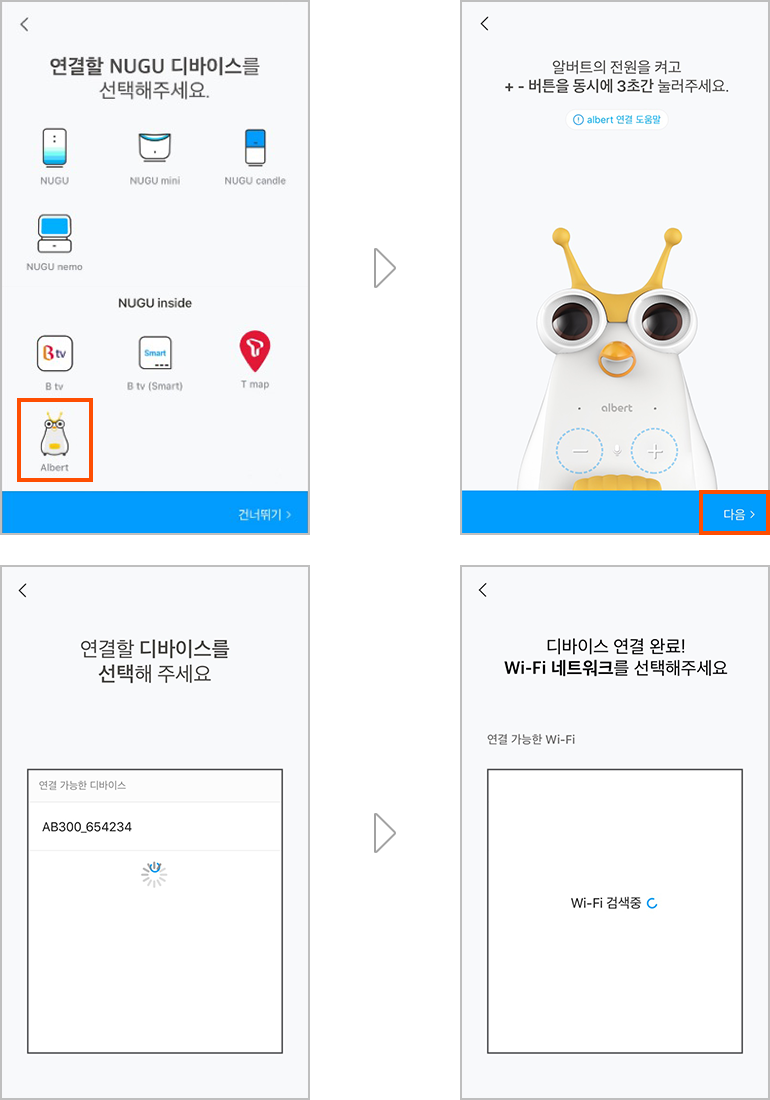 연결할 NUGU 디바이스를
선택해주세요.
NUGU
NUGU mini
NUGU candle
NUGU nemo
NUGU inside
B tv
Smart
B tv
B tv (Smart)
T map
Albert
건너뛰기 >
알버트의 전원을 켜고
+ - 버튼을 동시에 3초간 눌러주세요.
albert 연결 도움말
albert
다음 >
연결할 디바이스를
선택해 주세요
연결 가능한 디바이스
AB300_654234
디바이스 연결 완료!
Wi-Fi 네트워크를 선택해주세요
연결 가능한 Wi-Fi
Wi-Fi 검색중